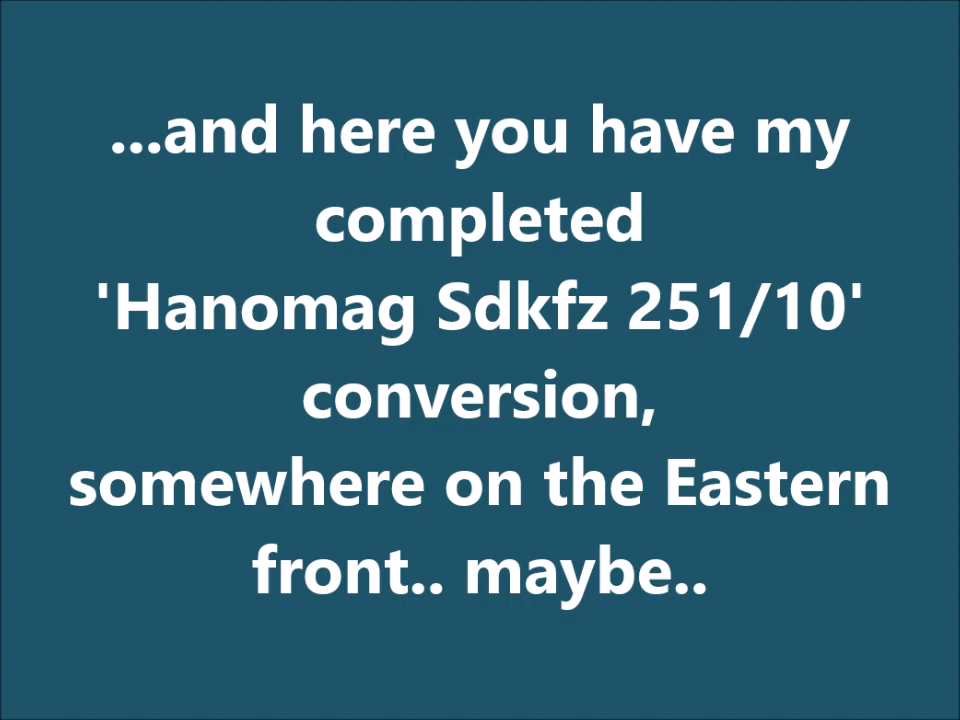 ...and here you have my
completed
'Hanomag Sdkfz 251/10'
conversion,
somewhere on the Eastern
front.. maybe..